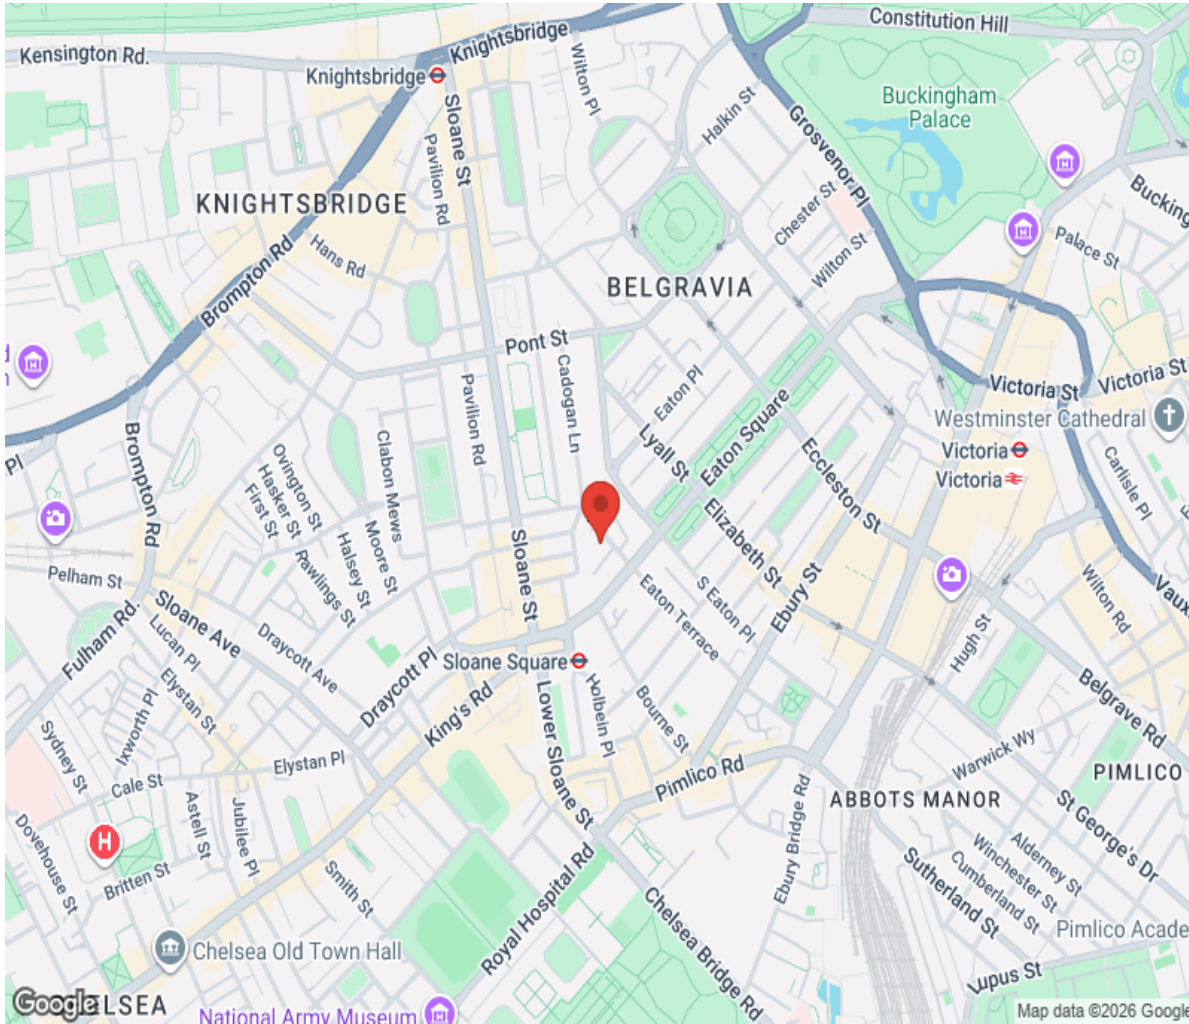 Constitution Hill
Kensington Rd.
Knightsbridge
Knightsbridge
Wilton Pl
Sloane St
Pavilion Rd
Halkin St
Grosvenor Pl
Buckingham
Palace
KNIGHTSBRIDGE
Hans Rd
Brompton Rd
Chester St
Wilton St
Palace St
BELGRAVIA
Pont St
Cadogan Ln
Eaton Pl
Lyall St
Eaton Square
Eccleston St
Victoria St
Victoria St
Westminster Cathedral
Victoria
Victoria
Carlisle Pl
Pavilion Rd
Clabon Mews
Ovington St
Hasker St
First St
Brompton Rd
Pl
Moore St
Halsey St
Rawlings St
Sloane St
Elizabeth St
Ebury St
Eaton Terrace
S Eaton Pl
Pelham St
Sloane Ave
Fulham Rd.
Lucan Pl
Draycott Ave
Draycott Pl
Sloane Square
Holbein Pl
Lower Sloane St
Bourne St
King's Rd
Hugh St
Wilton Rd
Belgrave Rd
Elystan St
Ixworth Pl
Sydney St
Elystan Pl
Cale St
Astell St
Jubilee Pl
Pimlico Rd
Warwick Wy
PIMLICO
ABBOTS MANOR
Ebury Bridge Rd
St George's Dr
Alderney St
Winchester St
Cumberland St
Sutherland St
Dovehouse St
H
Britten St
Smith St
Royal Hospital Rd
Chelsea Bridge Rd
Chelsea Old Town Hall
Lupus St
National Army Museum
Google
Map data ©2026 Google